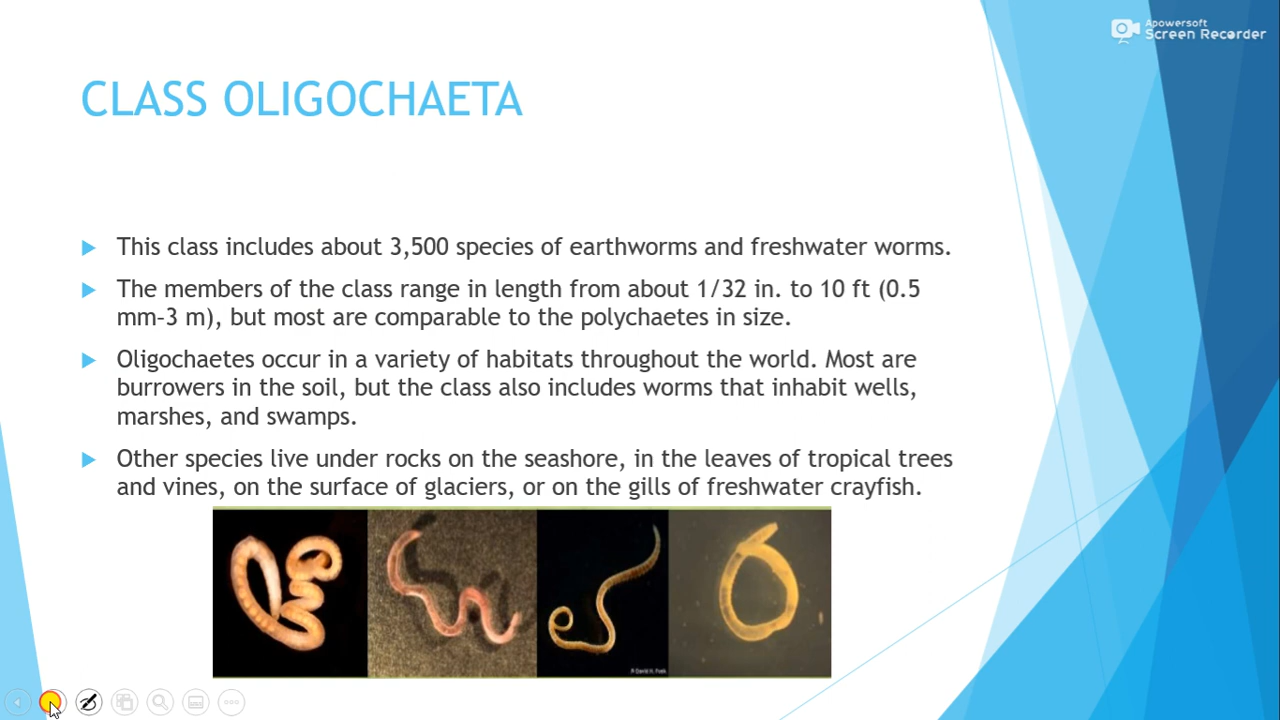 Apowersoft
Screen Recorder
CLASS OLIGOCHAETA
This class includes about 3,500 species of earthworms and freshwater worms.
The members of the class range in length from about 1/32 in. to 10 ft (0.5
mm–3 m), but most are comparable to the polychaetes in size.
Oligochaetes occur in a variety of habitats throughout the world. Most are
burrowers in the soil, but the class also includes worms that inhabit wells,
marshes, and swamps.
Other species live under rocks on the seashore, in the leaves of tropical trees
and vines, on the surface of glaciers, or on the gills of freshwater crayfish.